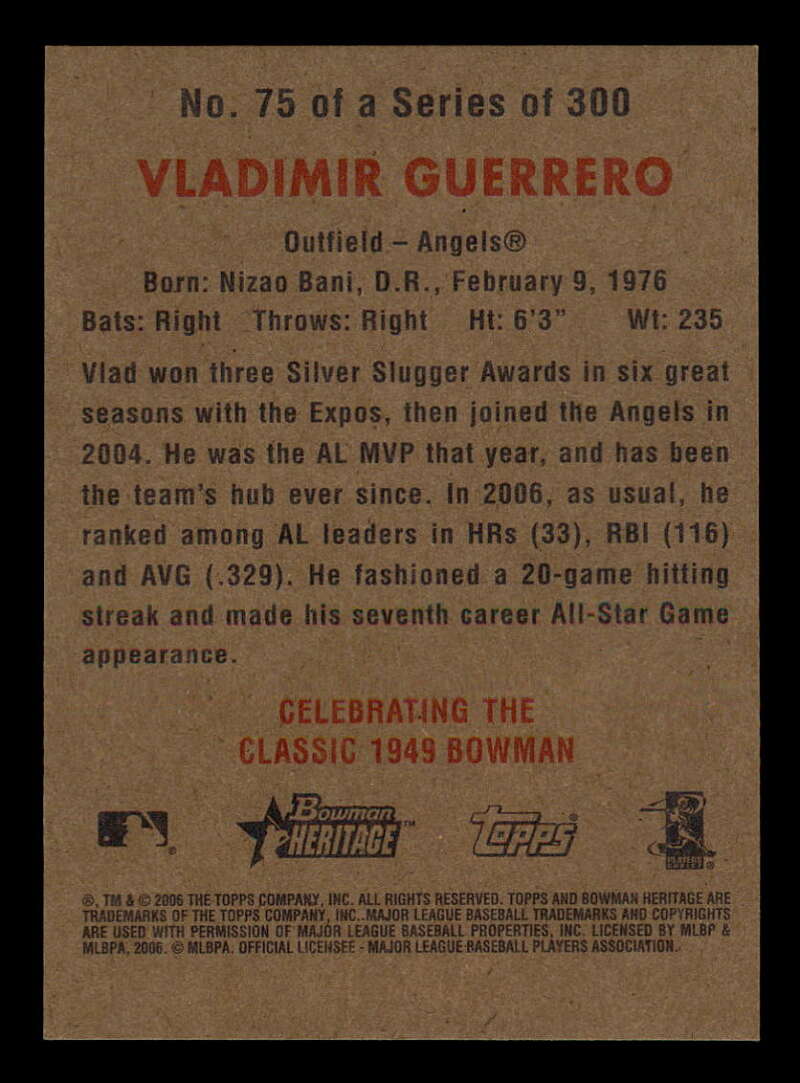 No. 75 of a Series of 300
VLADIMIR GUERRERO
Outfield – Angels®
Born: Nizao Bani, D.R., February 9, 1976
Bats: Right Throws: Right Ht: 6'3" Wt: 235
Vlad won three Silver Slugger Awards in six great
seasons with the Expos, then joined the Angels in
2004. He was the AL MVP that year, and has been
the team's hub ever since. In 2006, as usual, he
ranked among AL leaders in HRs (33), RBI (116)
and AVG (.329). He fashioned a 20-game hitting
streak and made his seventh career All-Star Game
appearance.
CELEBRATING THE
CLASSIC 1949 BOWMAN
Bowman
HERITAGE™
Topps®
PLAYERS
CHOICE®
®, TM & © 2006 THE TOPPS COMPANY, INC. ALL RIGHTS RESERVED. TOPPS AND BOWMAN HERITAGE ARE
TRADEMARKS OF THE TOPPS COMPANY, INC. MAJOR LEAGUE BASEBALL TRADEMARKS AND COPYRIGHTS
ARE USED WITH PERMISSION OF MAJOR LEAGUE BASEBALL PROPERTIES, INC. LICENSED BY MLBP &
MLBPA, 2006. © MLBPA. OFFICIAL LICENSEE - MAJOR LEAGUE BASEBALL PLAYERS ASSOCIATION.